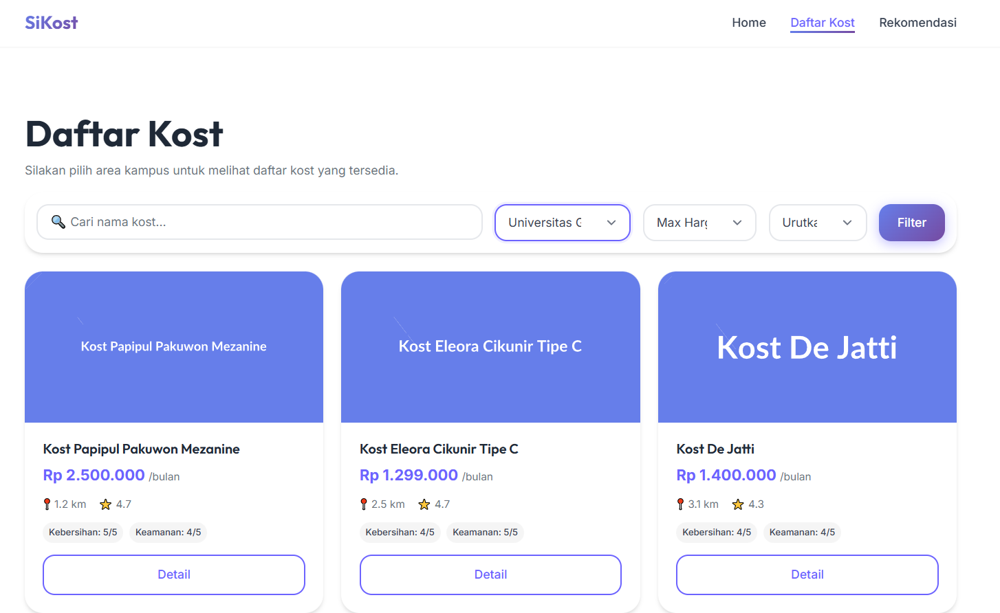 SiKost
Home
Daftar Kost
Rekomendasi
Daftar Kost
Silakan pilih area kampus untuk melihat daftar kost yang tersedia.
Cari nama kost...
Universitas G
Max Harg
Urutka
Filter
Kost Papipul Pakuwon Mezanine
Kost Eleora Cikunir Tipe C
Kost De Jatti
Kost Papipul Pakuwon Mezanine
Rp 2.500.000 /bulan
1.2 km 4.7
Kebersihan: 5/5 Keamanan: 4/5
Detail
Kost Eleora Cikunir Tipe C
Rp 1.299.000 /bulan
2.5 km 4.7
Kebersihan: 4/5 Keamanan: 5/5
Detail
Kost De Jatti
Rp 1.400.000 /bulan
3.1 km 4.3
Kebersihan: 4/5 Keamanan: 4/5
Detail